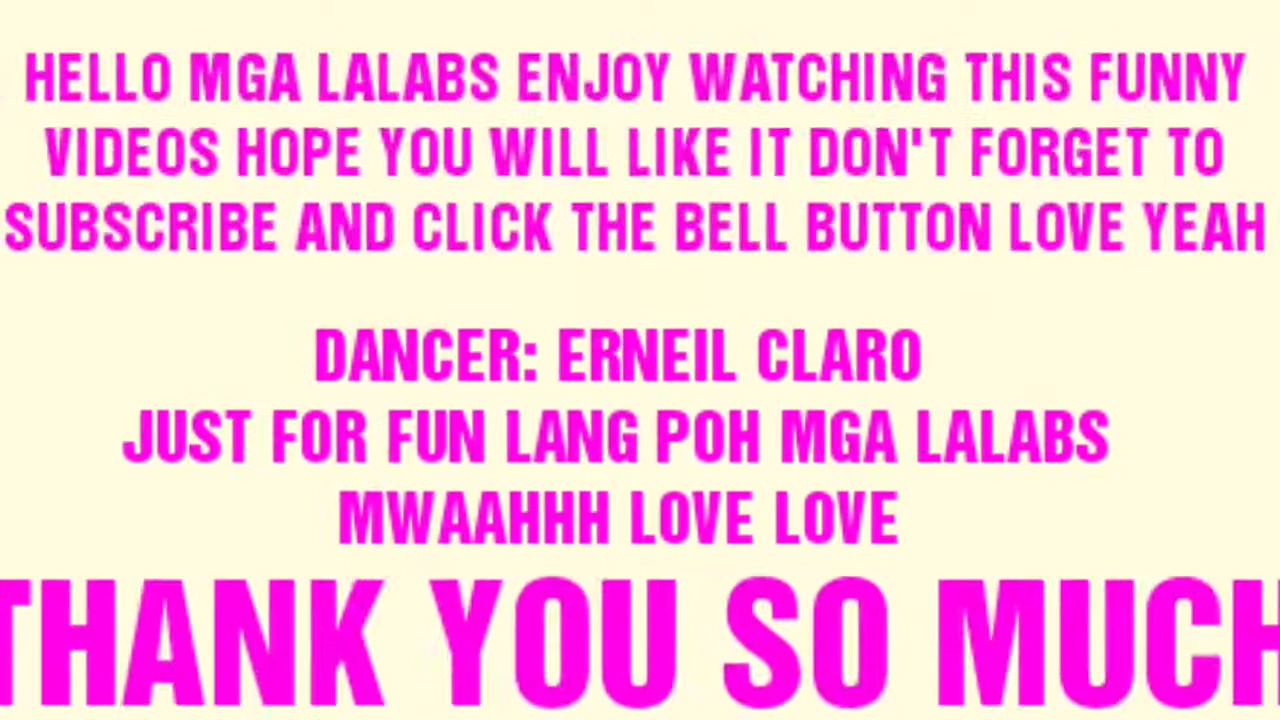 HELLO MGA LALABS ENJOY WATCHING THIS FUNNY
VIDEOS HOPE YOU WILL LIKE IT DON'T FORGET TO
SUBSCRIBE AND CLICK THE BELL BUTTON LOVE YEAH
DANCER: ERNEIL CLARO
JUST FOR FUN LANG POH MGA LALABS
MWAAHHH LOVE LOVE
THANK YOU SO MUCH